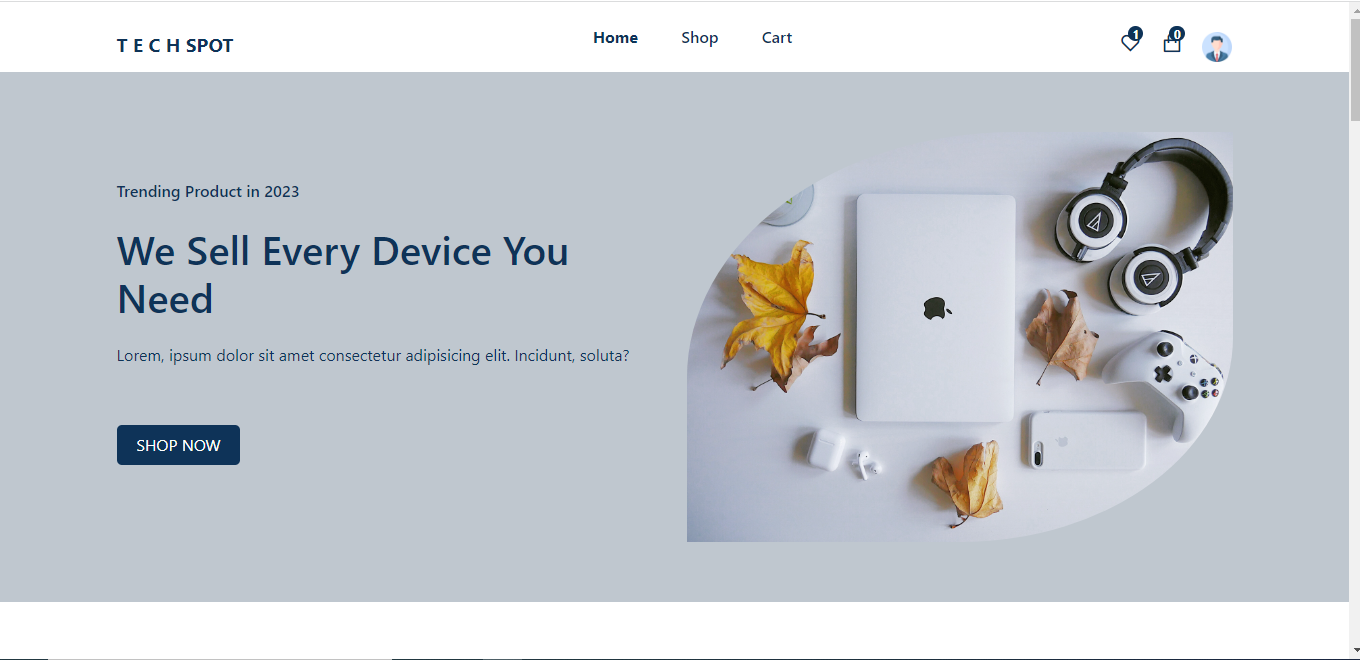 T E C H SPOT
Home
Shop
Cart
1
0
Trending Product in 2023
We Sell Every Device You
Need
Lorem, ipsum dolor sit amet consectetur adipisicing elit. Incidunt, soluta?
SHOP NOW